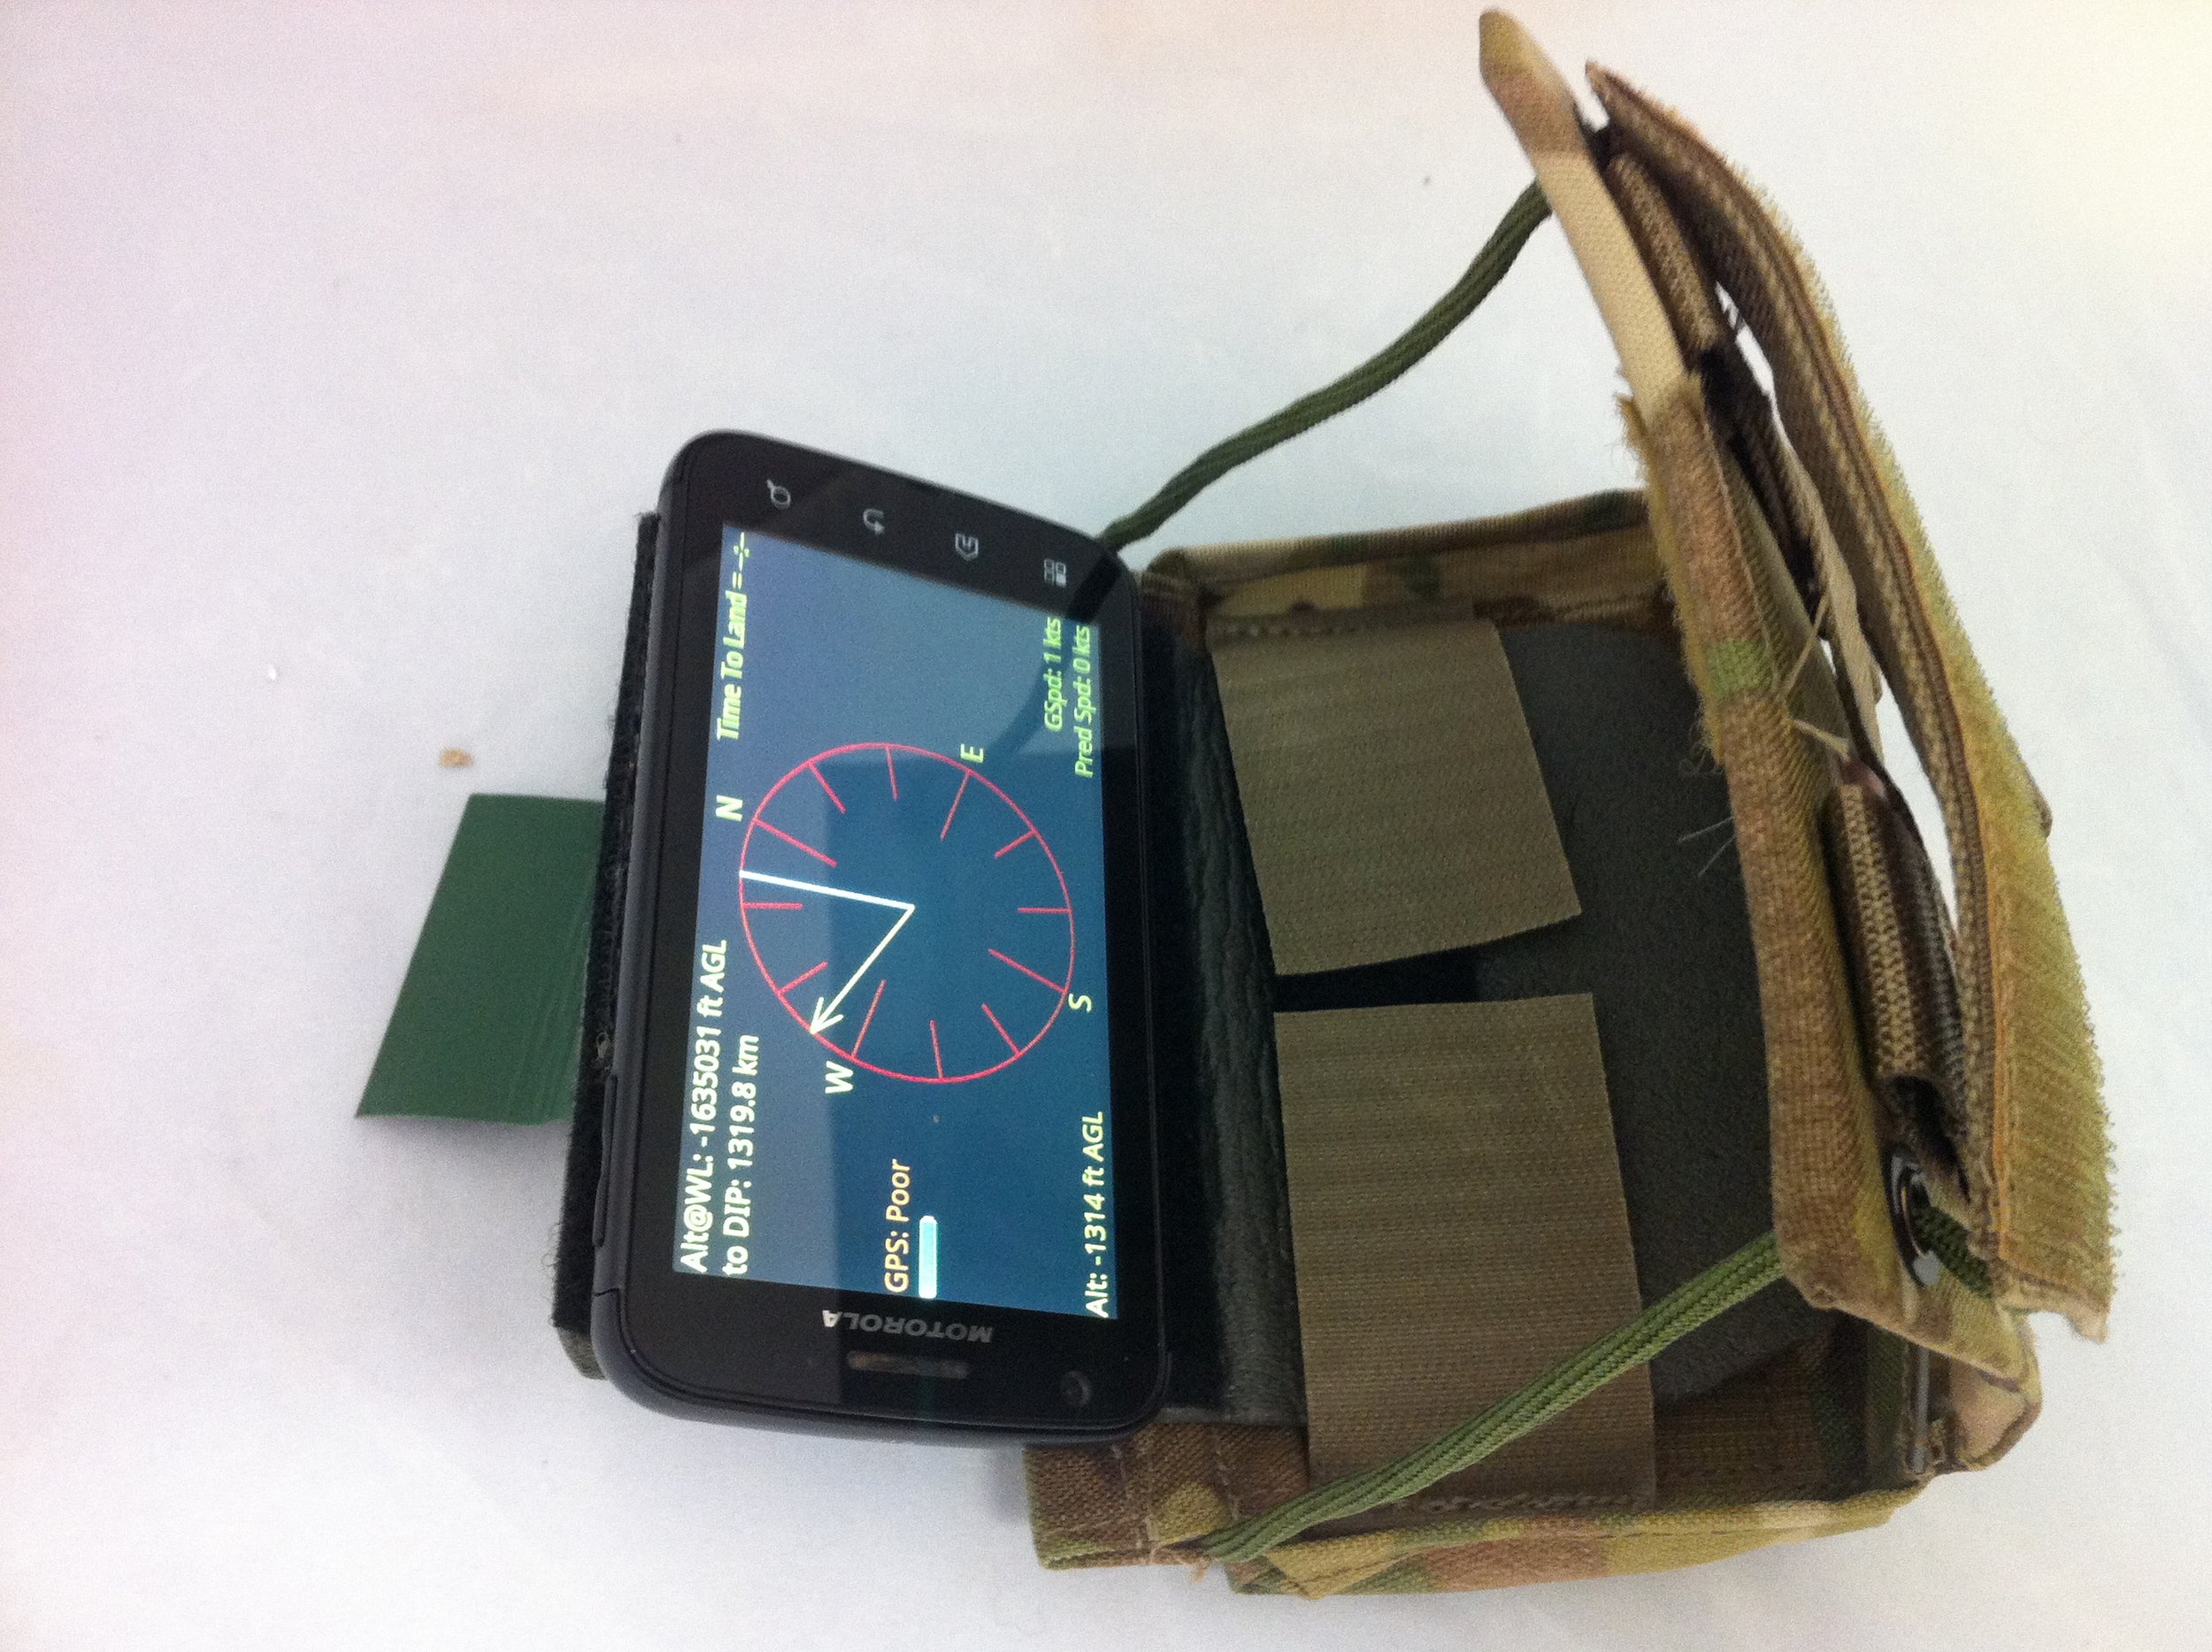 Alt@WL: -16350031 ft AGL
to DIP: 1319.8 km
Time To Land = --:--
N
W
E
S
GPS: Poor
GSpd: 1 kts
Alt: -1314 ft AGL
Pred Spd: 0 kts
MOTOROLA